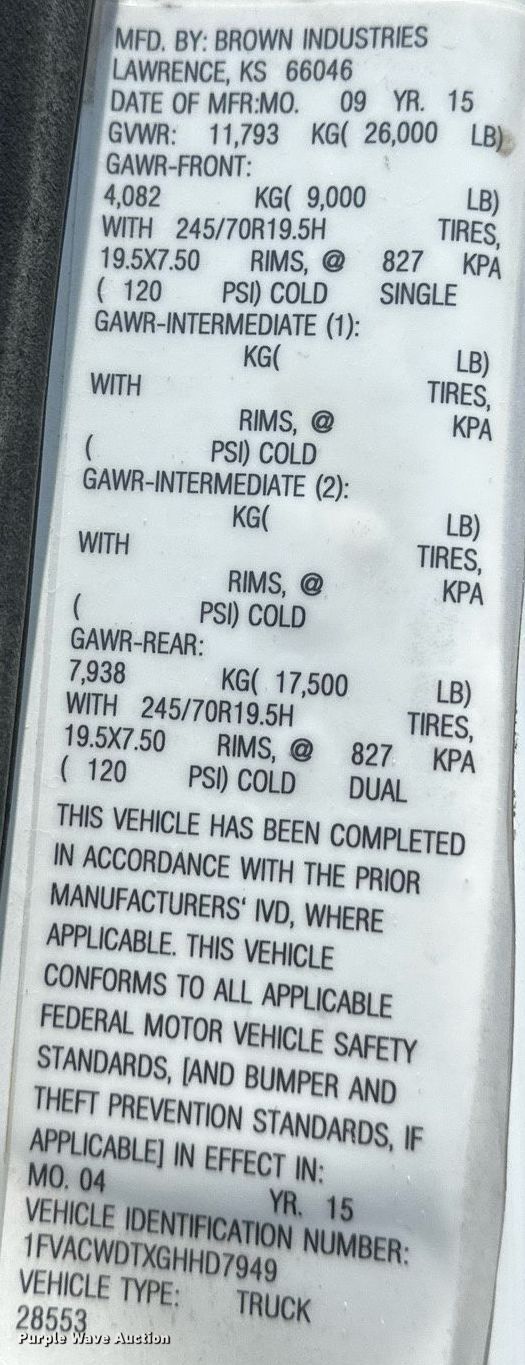 MFD. BY: BROWN INDUSTRIES
LAWRENCE, KS 66046
DATE OF MFR:MO. 09 YR. 15
GVWR: 11,793 KG( 26,000 LB)
GAWR-FRONT:
4,082 KG( 9,000 LB)
WITH 245/70R19.5H TIRES,
19.5X7.50 RIMS, @ 827 KPA
( 120 PSI) COLD SINGLE
GAWR-INTERMEDIATE (1):
KG( LB)
WITH TIRES,
RIMS, @ KPA
( PSI) COLD
GAWR-INTERMEDIATE (2):
KG( LB)
WITH TIRES,
RIMS, @ KPA
( PSI) COLD
GAWR-REAR:
7,938 KG( 17,500 LB)
WITH 245/70R19.5H TIRES,
19.5X7.50 RIMS, @ 827 KPA
( 120 PSI) COLD DUAL
THIS VEHICLE HAS BEEN COMPLETED
IN ACCORDANCE WITH THE PRIOR
MANUFACTURERS' IVD, WHERE
APPLICABLE. THIS VEHICLE
CONFORMS TO ALL APPLICABLE
FEDERAL MOTOR VEHICLE SAFETY
STANDARDS, [AND BUMPER AND
THEFT PREVENTION STANDARDS, IF
APPLICABLE] IN EFFECT IN:
MO. 04 YR. 15
VEHICLE IDENTIFICATION NUMBER:
1FVACWDTXGHHD7949
VEHICLE TYPE: TRUCK
28553
Purple Wave Auction